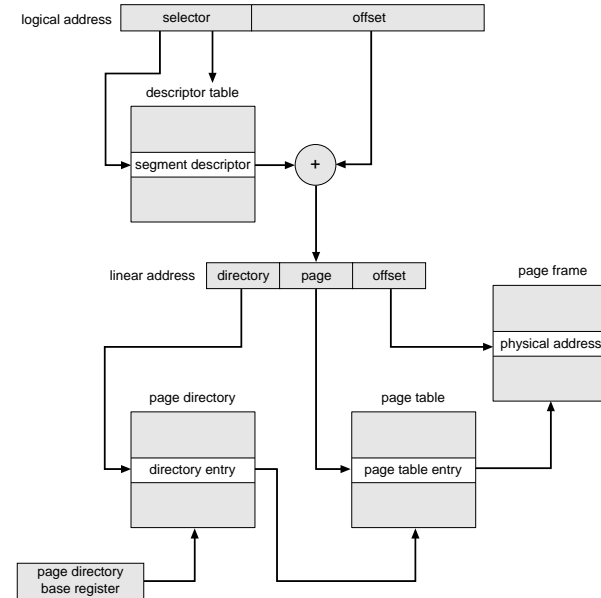 logical address
selector
offset
descriptor table
segment descriptor
+
linear address
directory
page
offset
page frame
physical address
page directory
page table
directory entry
page table entry
page directory
base register